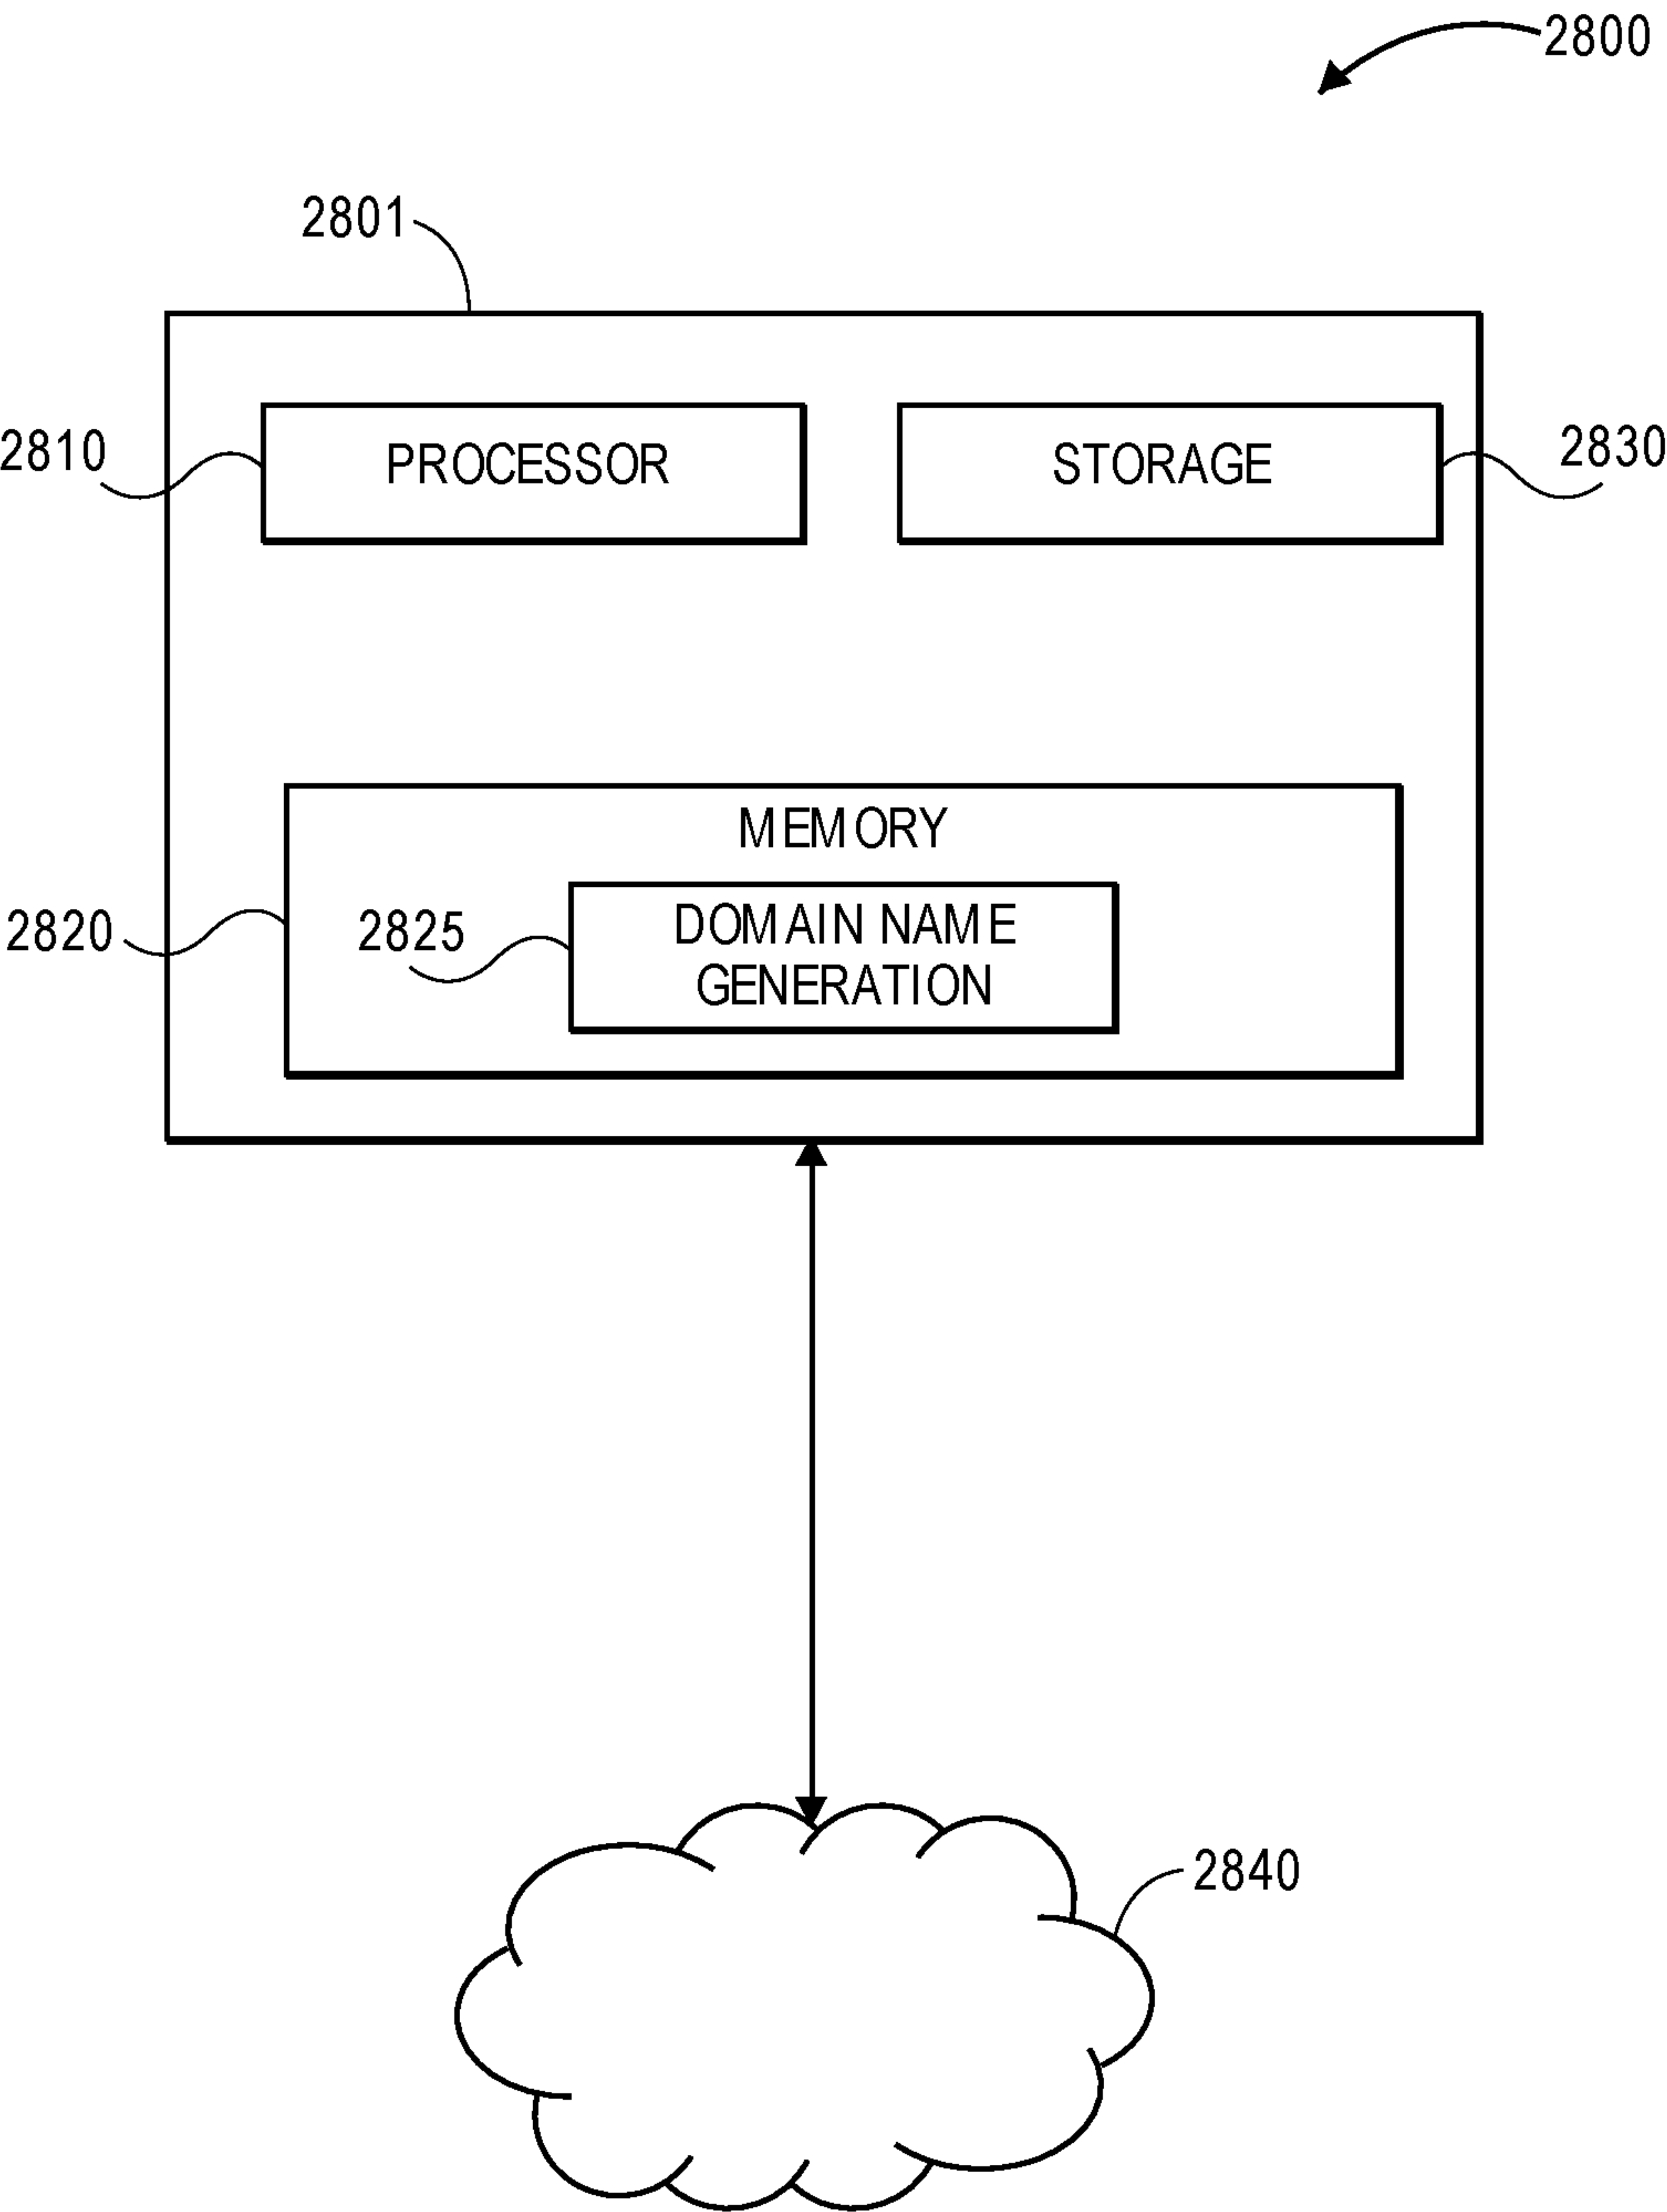 2800
2801
2810
PROCESSOR
STORAGE
2830
MEMORY
2820
2825
DOMAIN NAME
GENERATION
2840